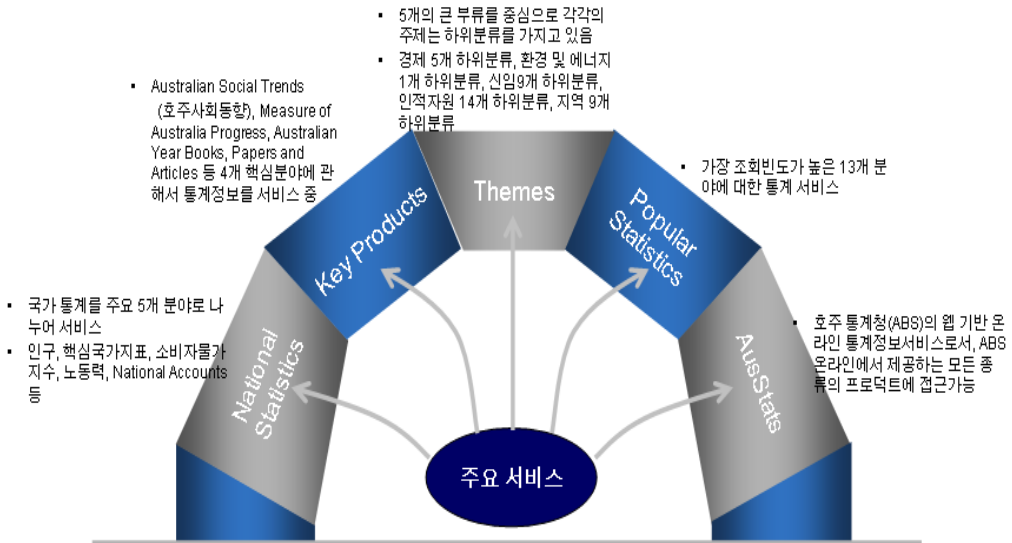 ▪ 5개의 큰 부류를 중심으로 각각의
주제는 하위분류를 가지고 있음
▪ 경제 5개 하위분류, 환경 및 에너지
1개 하위분류, 신임9개 하위분류,
인적자원 14개 하위분류, 지역 9개
하위분류
▪ Australian Social Trends
(호주사회동향), Measure of
Australia Progress, Australian
Year Books, Papers and
Articles 등 4개 핵심분야에 관
해서 통계정보를 서비스 중
▪ 가장 조회빈도가 높은 13개 분
야에 대한 통계 서비스
Themes
Key Products
Popular
Statistics
▪ 국가 통계를 주요 5개 분야로 나
누어 서비스
▪ 인구, 핵심국가지표, 소비자물가
지수, 노동력, National Accounts
등
National
Statistics
AusStats
▪ 호주 통계청(ABS)의 웹 기반 온
라인 통계정보서비스로서, ABS
온라인에서 제공하는 모든 종
류의 프로덕트에 접근가능
주요 서비스